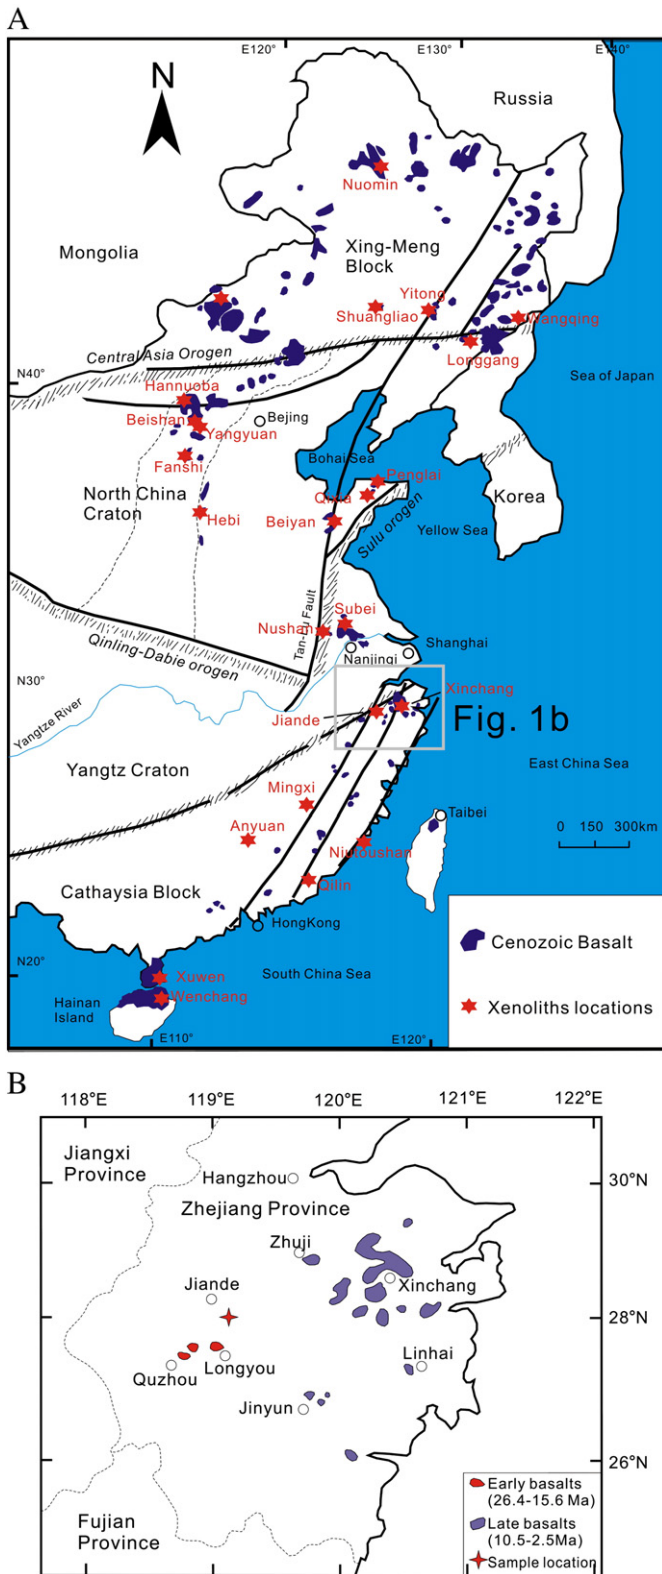 A
E120°
E130°
E140°
N
Russia
Nuomin
Mongolia
Xing-Meng
Block
Yitong
Shuangliao
Wangqing
Central Asia Orogen
Longgang
Sea of Japan
N40°
Hannuoba
Beishan
Bejing
Yangyuan
Bohai Sea
Fanshi
Penglai
Qixia
North China
Craton
Korea
Hebi
Beiyan
Sulu orogen
Yellow Sea
Tan-Lu Fault
Subei
Nushan
Qinling-Dabie orogen
Shanghai
Nanjingi
N30°
Xinchang
Jiande
Fig. 1b
Yangtze River
East China Sea
Yangtz Craton
Mingxi
Taibei
Anyuan
0 150 300km
Niutoushan
Cathaysia Block
Qilin
HongKong
Cenozoic Basalt
N20°
South China Sea
Xuwen
Hainan
Island
Wenchang
Xenoliths locations
E110°
E120°
B
118°E 119°E 120°E 121°E 122°E
Jiangxi
Province
Hangzhou
30°N
Zhejiang Province
Zhuji
Jiande
Xinchang
28°N
Linhai
Quzhou
Longyou
Jinyun
26°N
Early basalts
(26.4-15.6 Ma)
Fujian
Province
Late basalts
(10.5-2.5Ma)
Sample location